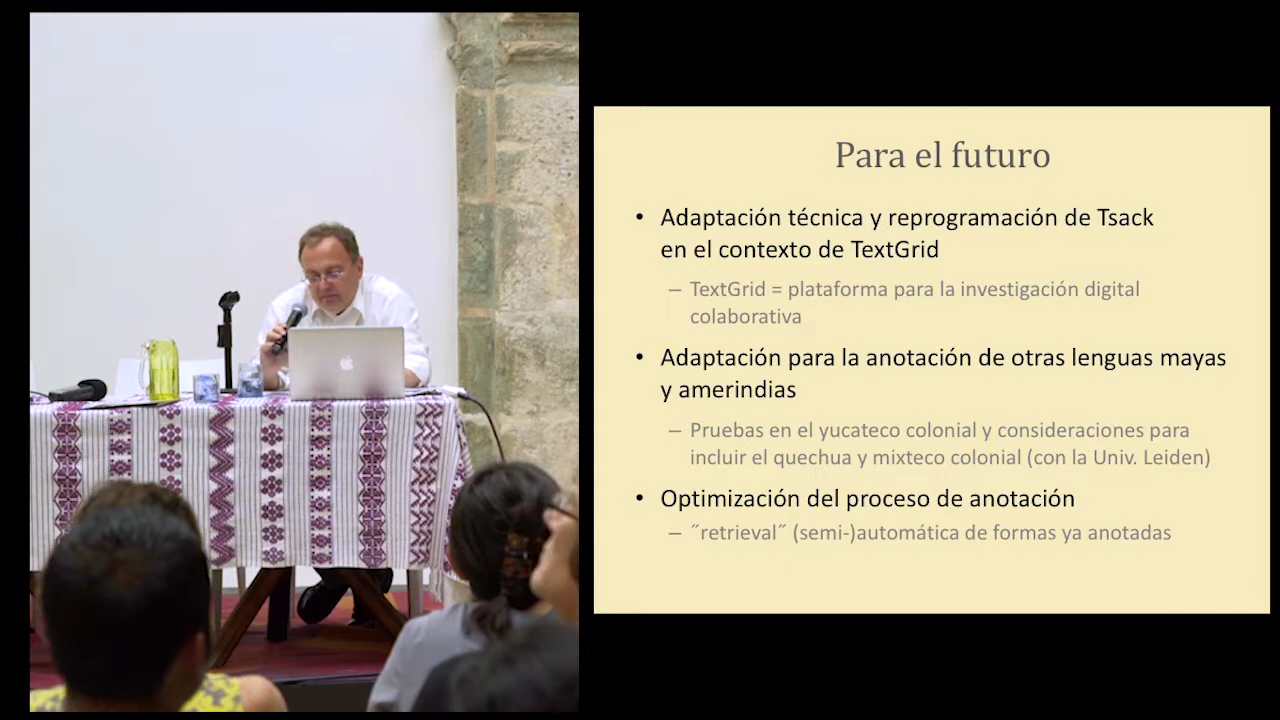 Para el futuro
• Adaptación técnica y reprogramación de Tsack
en el contexto de TextGrid
– TextGrid = plataforma para la investigación digital
colaborativa
• Adaptación para la anotación de otras lenguas mayas
y amerindias
– Pruebas en el yucateco colonial y consideraciones para
incluir el quechua y mixteco colonial (con la Univ. Leiden)
• Optimización del proceso de anotación
– ˝retrieval˝ (semi-)automática de formas ya anotadas